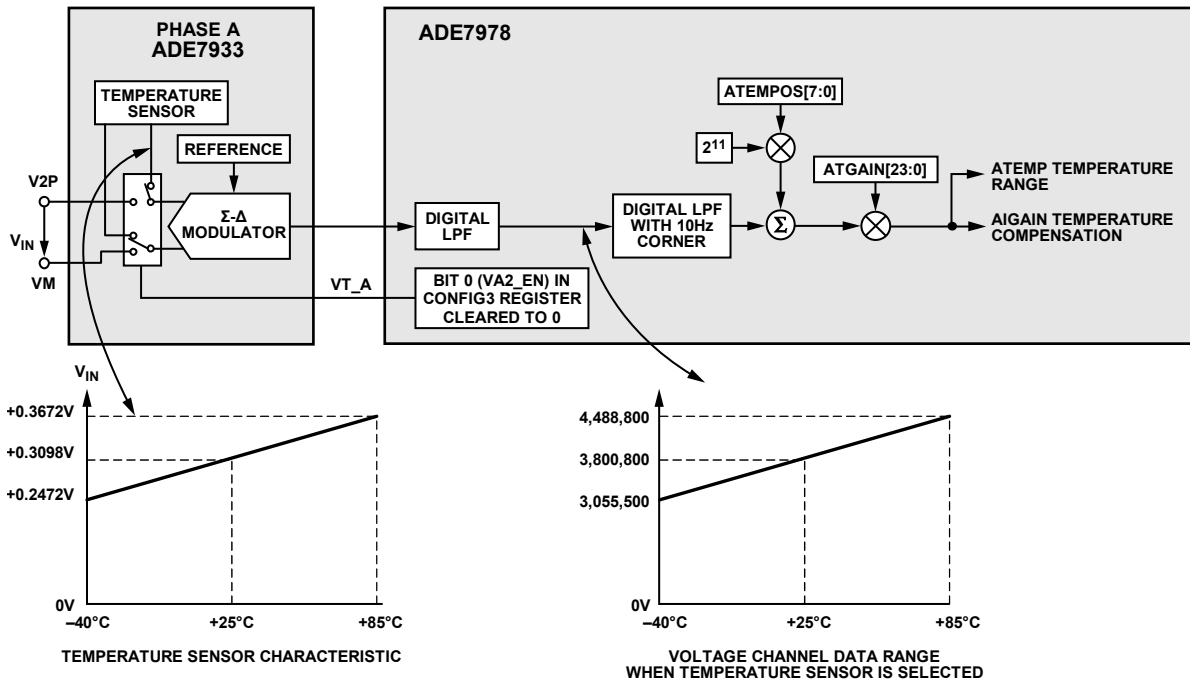 PHASE A
ADE7933
TEMPERATURE
SENSOR
REFERENCE
V2P
VIN
VM
Σ-Δ
MODULATOR
VT_A
ADE7978
DIGITAL
LPF
BIT 0 (VA2_EN) IN
CONFIG3 REGISTER
CLEARED TO 0
DIGITAL LPF
WITH 10Hz
CORNER
ATEMPOS[7:0]
2¹¹
Σ
ATGAIN[23:0]
ATEMP TEMPERATURE
RANGE
AIGAIN TEMPERATURE
COMPENSATION
VIN
+0.3672V
+0.3098V
+0.2472V
0V
–40°C
+25°C
+85°C
TEMPERATURE SENSOR CHARACTERISTIC
4,488,800
3,800,800
3,055,500
0V
–40°C
+25°C
+85°C
VOLTAGE CHANNEL DATA RANGE
WHEN TEMPERATURE SENSOR IS SELECTED